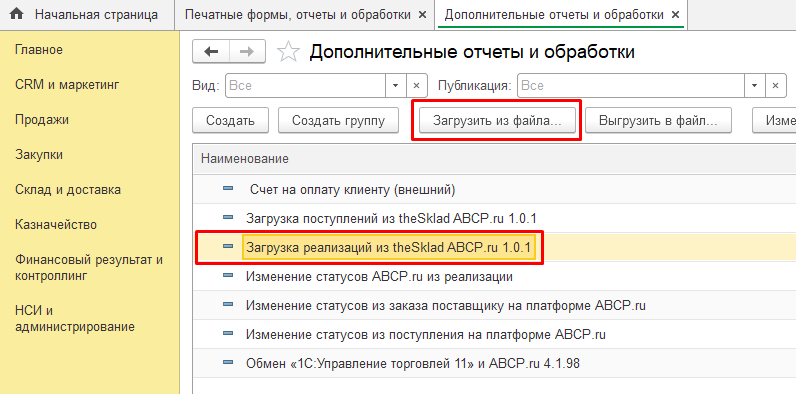 Начальная страница
Печатные формы, отчеты и обработки ×
Дополнительные отчеты и обработки ×
Главное
CRM и маркетинг
Продажи
Закупки
Склад и доставка
Казначейство
Финансовый результат и
контроллинг
НСИ и
администрирование
Дополнительные отчеты и обработки
Вид: Все × Публикация: Все ×
Создать Создать группу Загрузить из файла... Выгрузить в файл... Изме
Наименование
Счет на оплату клиенту (внешний)
Загрузка поступлений из theSklad ABCP.ru 1.0.1
Загрузка реализаций из theSklad ABCP.ru 1.0.1
Изменение статусов ABCP.ru из реализации
Изменение статусов из заказа поставщику на платформе ABCP.ru
Изменение статусов из поступления на платформе ABCP.ru
Обмен «1С:Управление торговлей 11» и ABCP.ru 4.1.98